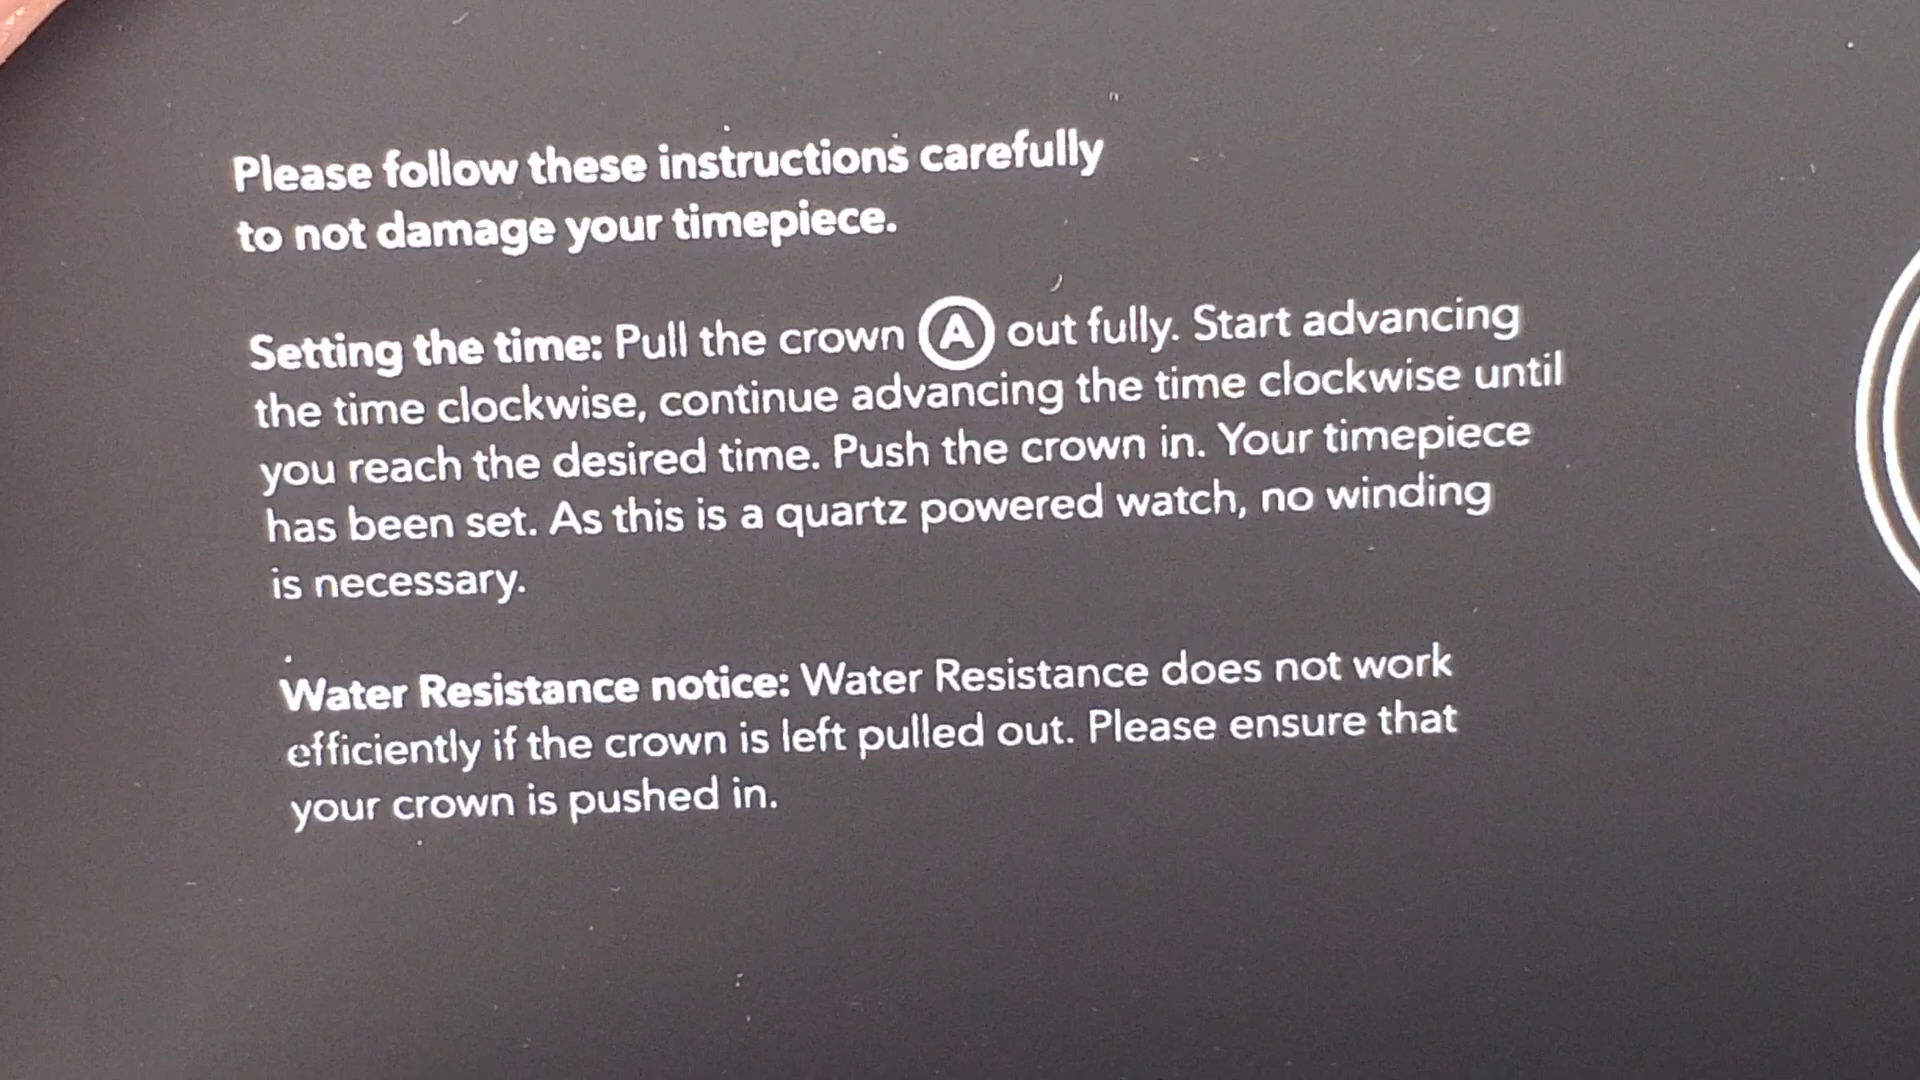 Please follow these instructions carefully
to not damage your timepiece.
Setting the time: Pull the crown Ⓐ out fully. Start advancing
the time clockwise, continue advancing the time clockwise until
you reach the desired time. Push the crown in. Your timepiece
has been set. As this is a quartz powered watch, no winding
is necessary.
Water Resistance notice: Water Resistance does not work
efficiently if the crown is left pulled out. Please ensure that
your crown is pushed in.